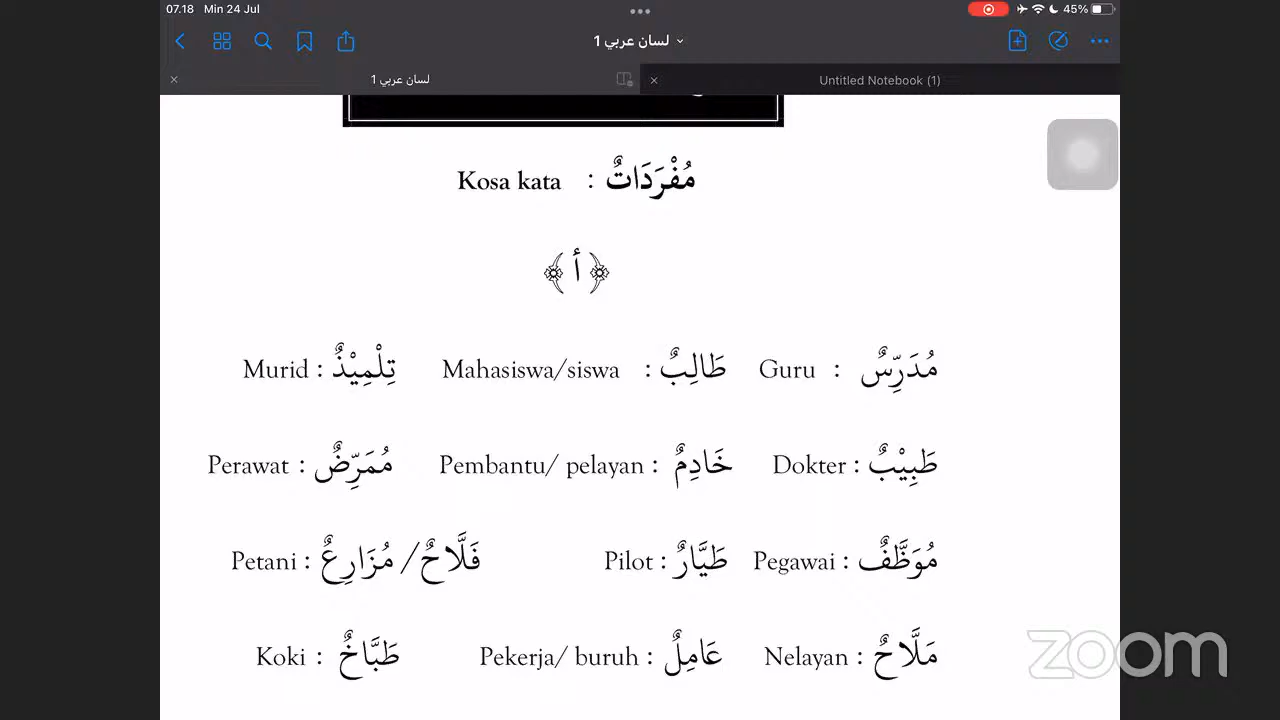 07.18 Min 24 Jul 45%
لسان عربي 1
لسان عربي 1 Untitled Notebook (1)
مُفْرَدَاتٌ : Kosa kata
﴿ أ ﴾
مُدَرِّسٌ : Guru طَالِبٌ : Mahasiswa/siswa تِلْمِيْذٌ : Murid
طَبِيْبٌ : Dokter خَادِمٌ : Pembantu/ pelayan مُمَرِّضٌ : Perawat
مُوَظَّفٌ : Pegawai طَيَّارٌ : Pilot فَلَّاحٌ/ مُزَارِعٌ : Petani
مَلَّاحٌ : Nelayan عَامِلٌ : Pekerja/ buruh طَبَّاخٌ : Koki
zoom